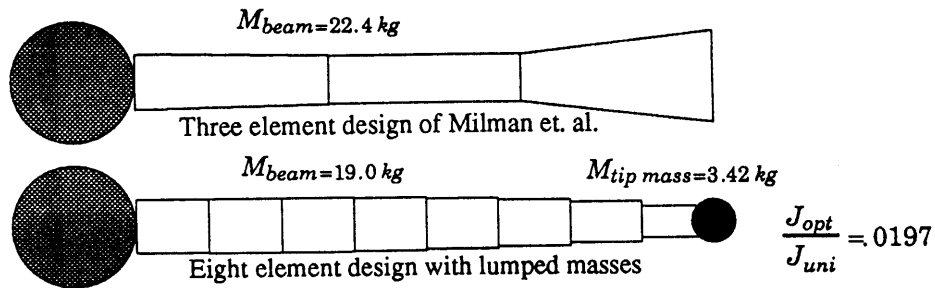 M_beam=22.4 kg
Three element design of Milman et. al.
M_beam=19.0 kg
M_tip mass=3.42 kg
J_opt / J_uni = .0197
Eight element design with lumped masses